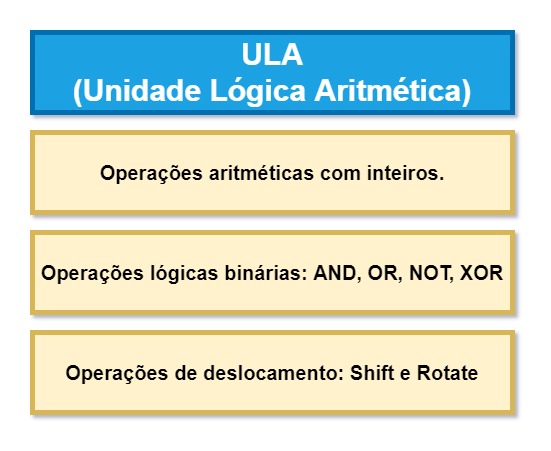 ULA
(Unidade Lógica Aritmética)
Operações aritméticas com inteiros.
Operações lógicas binárias: AND, OR, NOT, XOR
Operações de deslocamento: Shift e Rotate